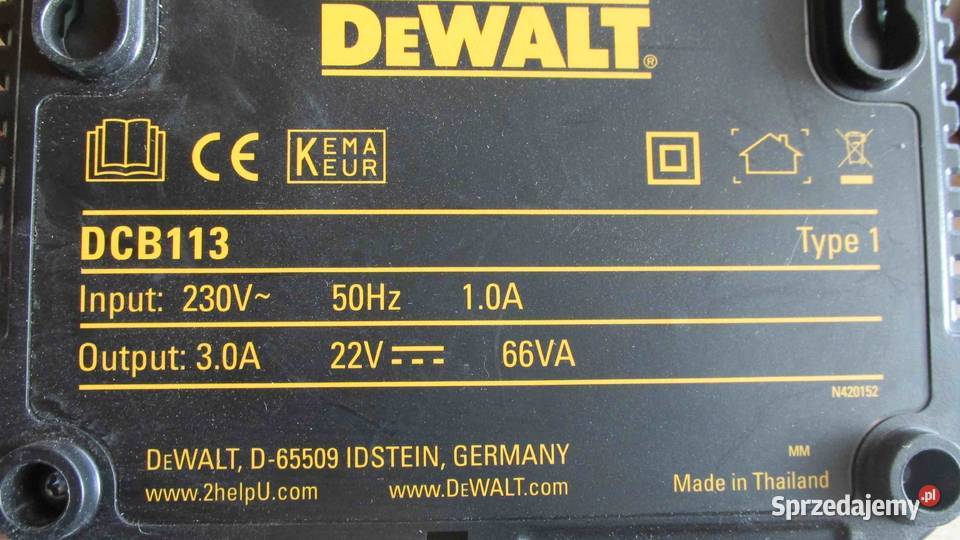 DEWALT®
CE KEMA KEUR
DCB113 Type 1
Input: 230V~ 50Hz 1.0A
Output: 3.0A 22V 66VA
N420152
DEWALT, D-65509 IDSTEIN, GERMANY MM
www.2helpU.com www.DEWALT.com Made in Thailand
Sprzedajemy.pl